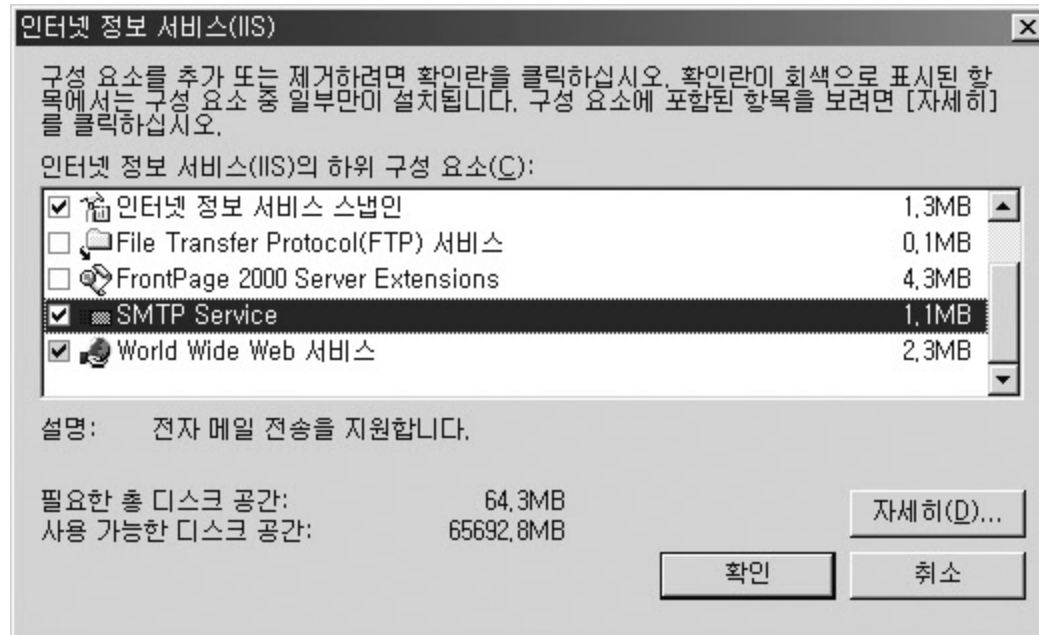 인터넷 정보 서비스(IIS)
구성 요소를 추가 또는 제거하려면 확인란을 클릭하십시오. 확인란이 회색으로 표시된 항
목에서는 구성 요소 중 일부만이 설치됩니다. 구성 요소에 포함된 항목을 보려면 [자세히]
를 클릭하십시오.
인터넷 정보 서비스(IIS)의 하위 구성 요소(C):
인터넷 정보 서비스 스냅인 1.3MB
File Transfer Protocol(FTP) 서비스 0.1MB
FrontPage 2000 Server Extensions 4.3MB
SMTP Service 1.1MB
World Wide Web 서비스 2.3MB
설명: 전자 메일 전송을 지원합니다.
필요한 총 디스크 공간: 64.3MB
사용 가능한 디스크 공간: 65692.8MB
자세히(D)...
확인 취소